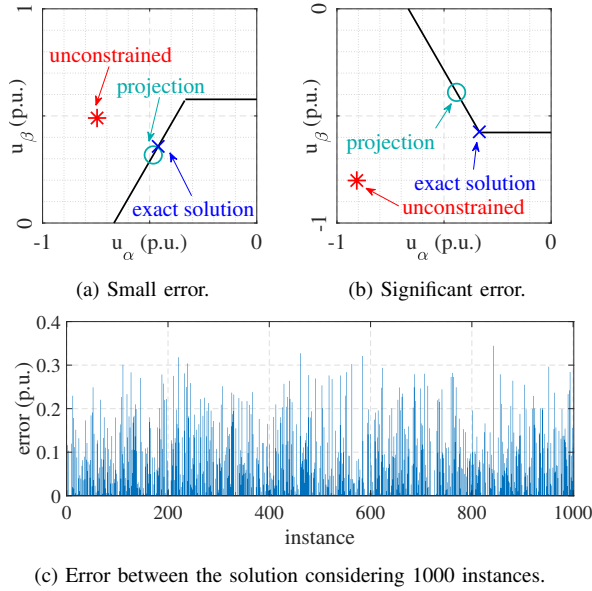 1
0
u_β (p.u.)
unconstrained
projection
exact solution
-1
0
u_α (p.u.)
(a) Small error.
0
-1
u_β (p.u.)
projection
exact solution
unconstrained
-1
0
u_α (p.u.)
(b) Significant error.
0.4
0.3
0.2
0.1
0
error (p.u.)
0
200
400
600
800
1000
instance
(c) Error between the solution considering 1000 instances.